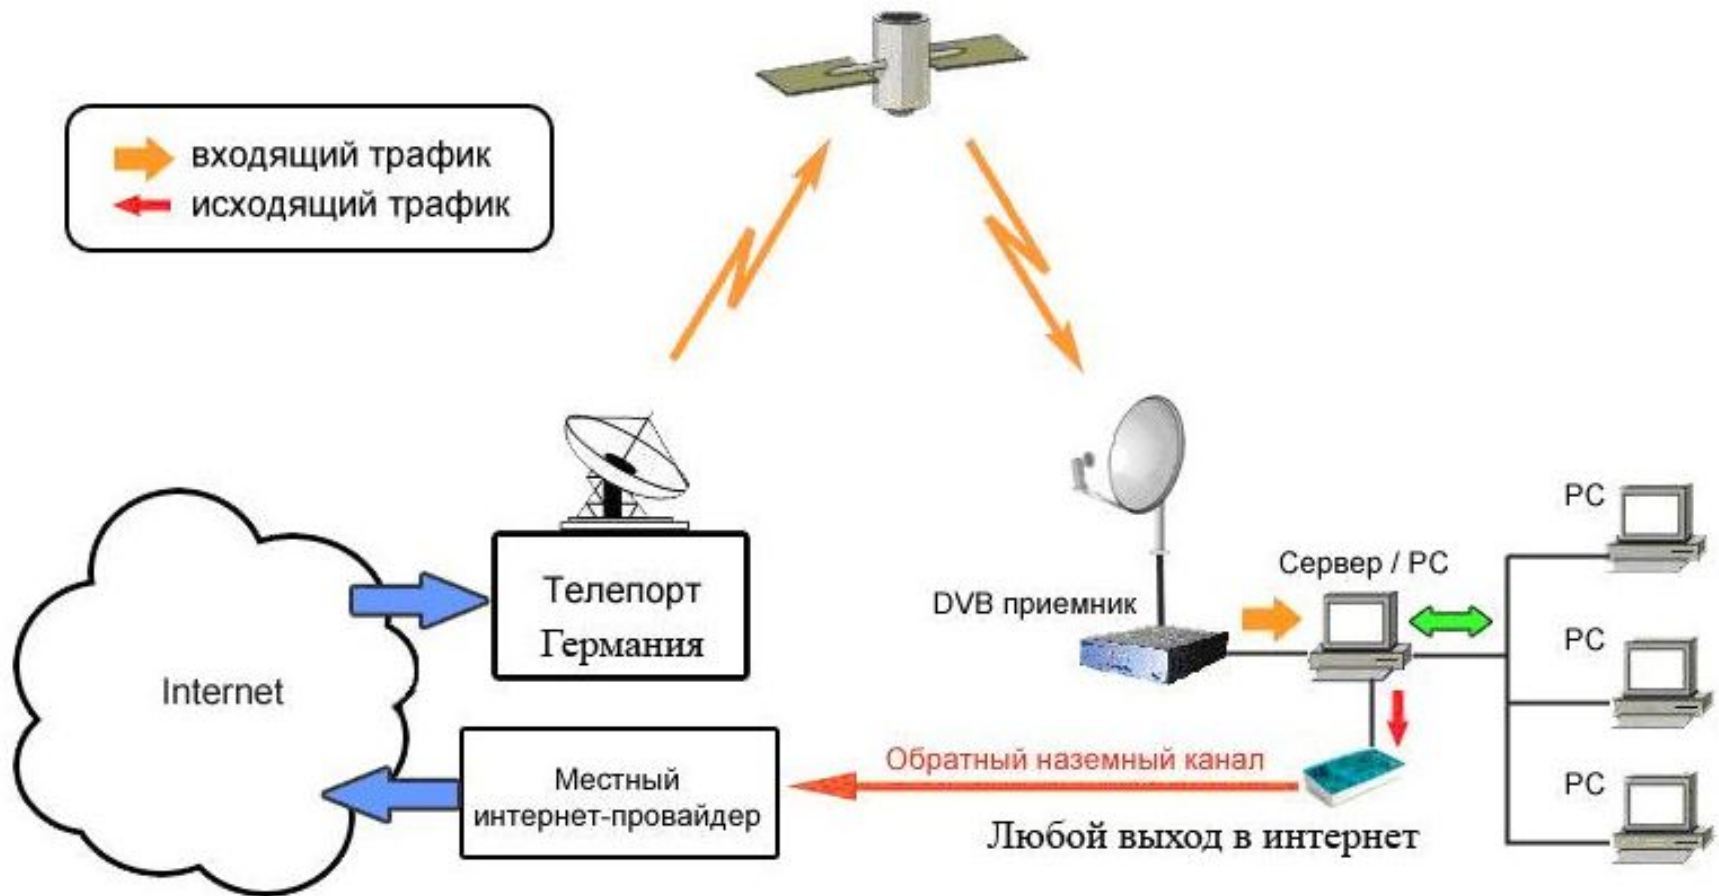 входящий трафик
исходящий трафик
Телепорт
Германия
Internet
Местный
интернет-провайдер
DVB приемник
Сервер / PC
PC
PC
PC
Обратный наземный канал
Любой выход в интернет